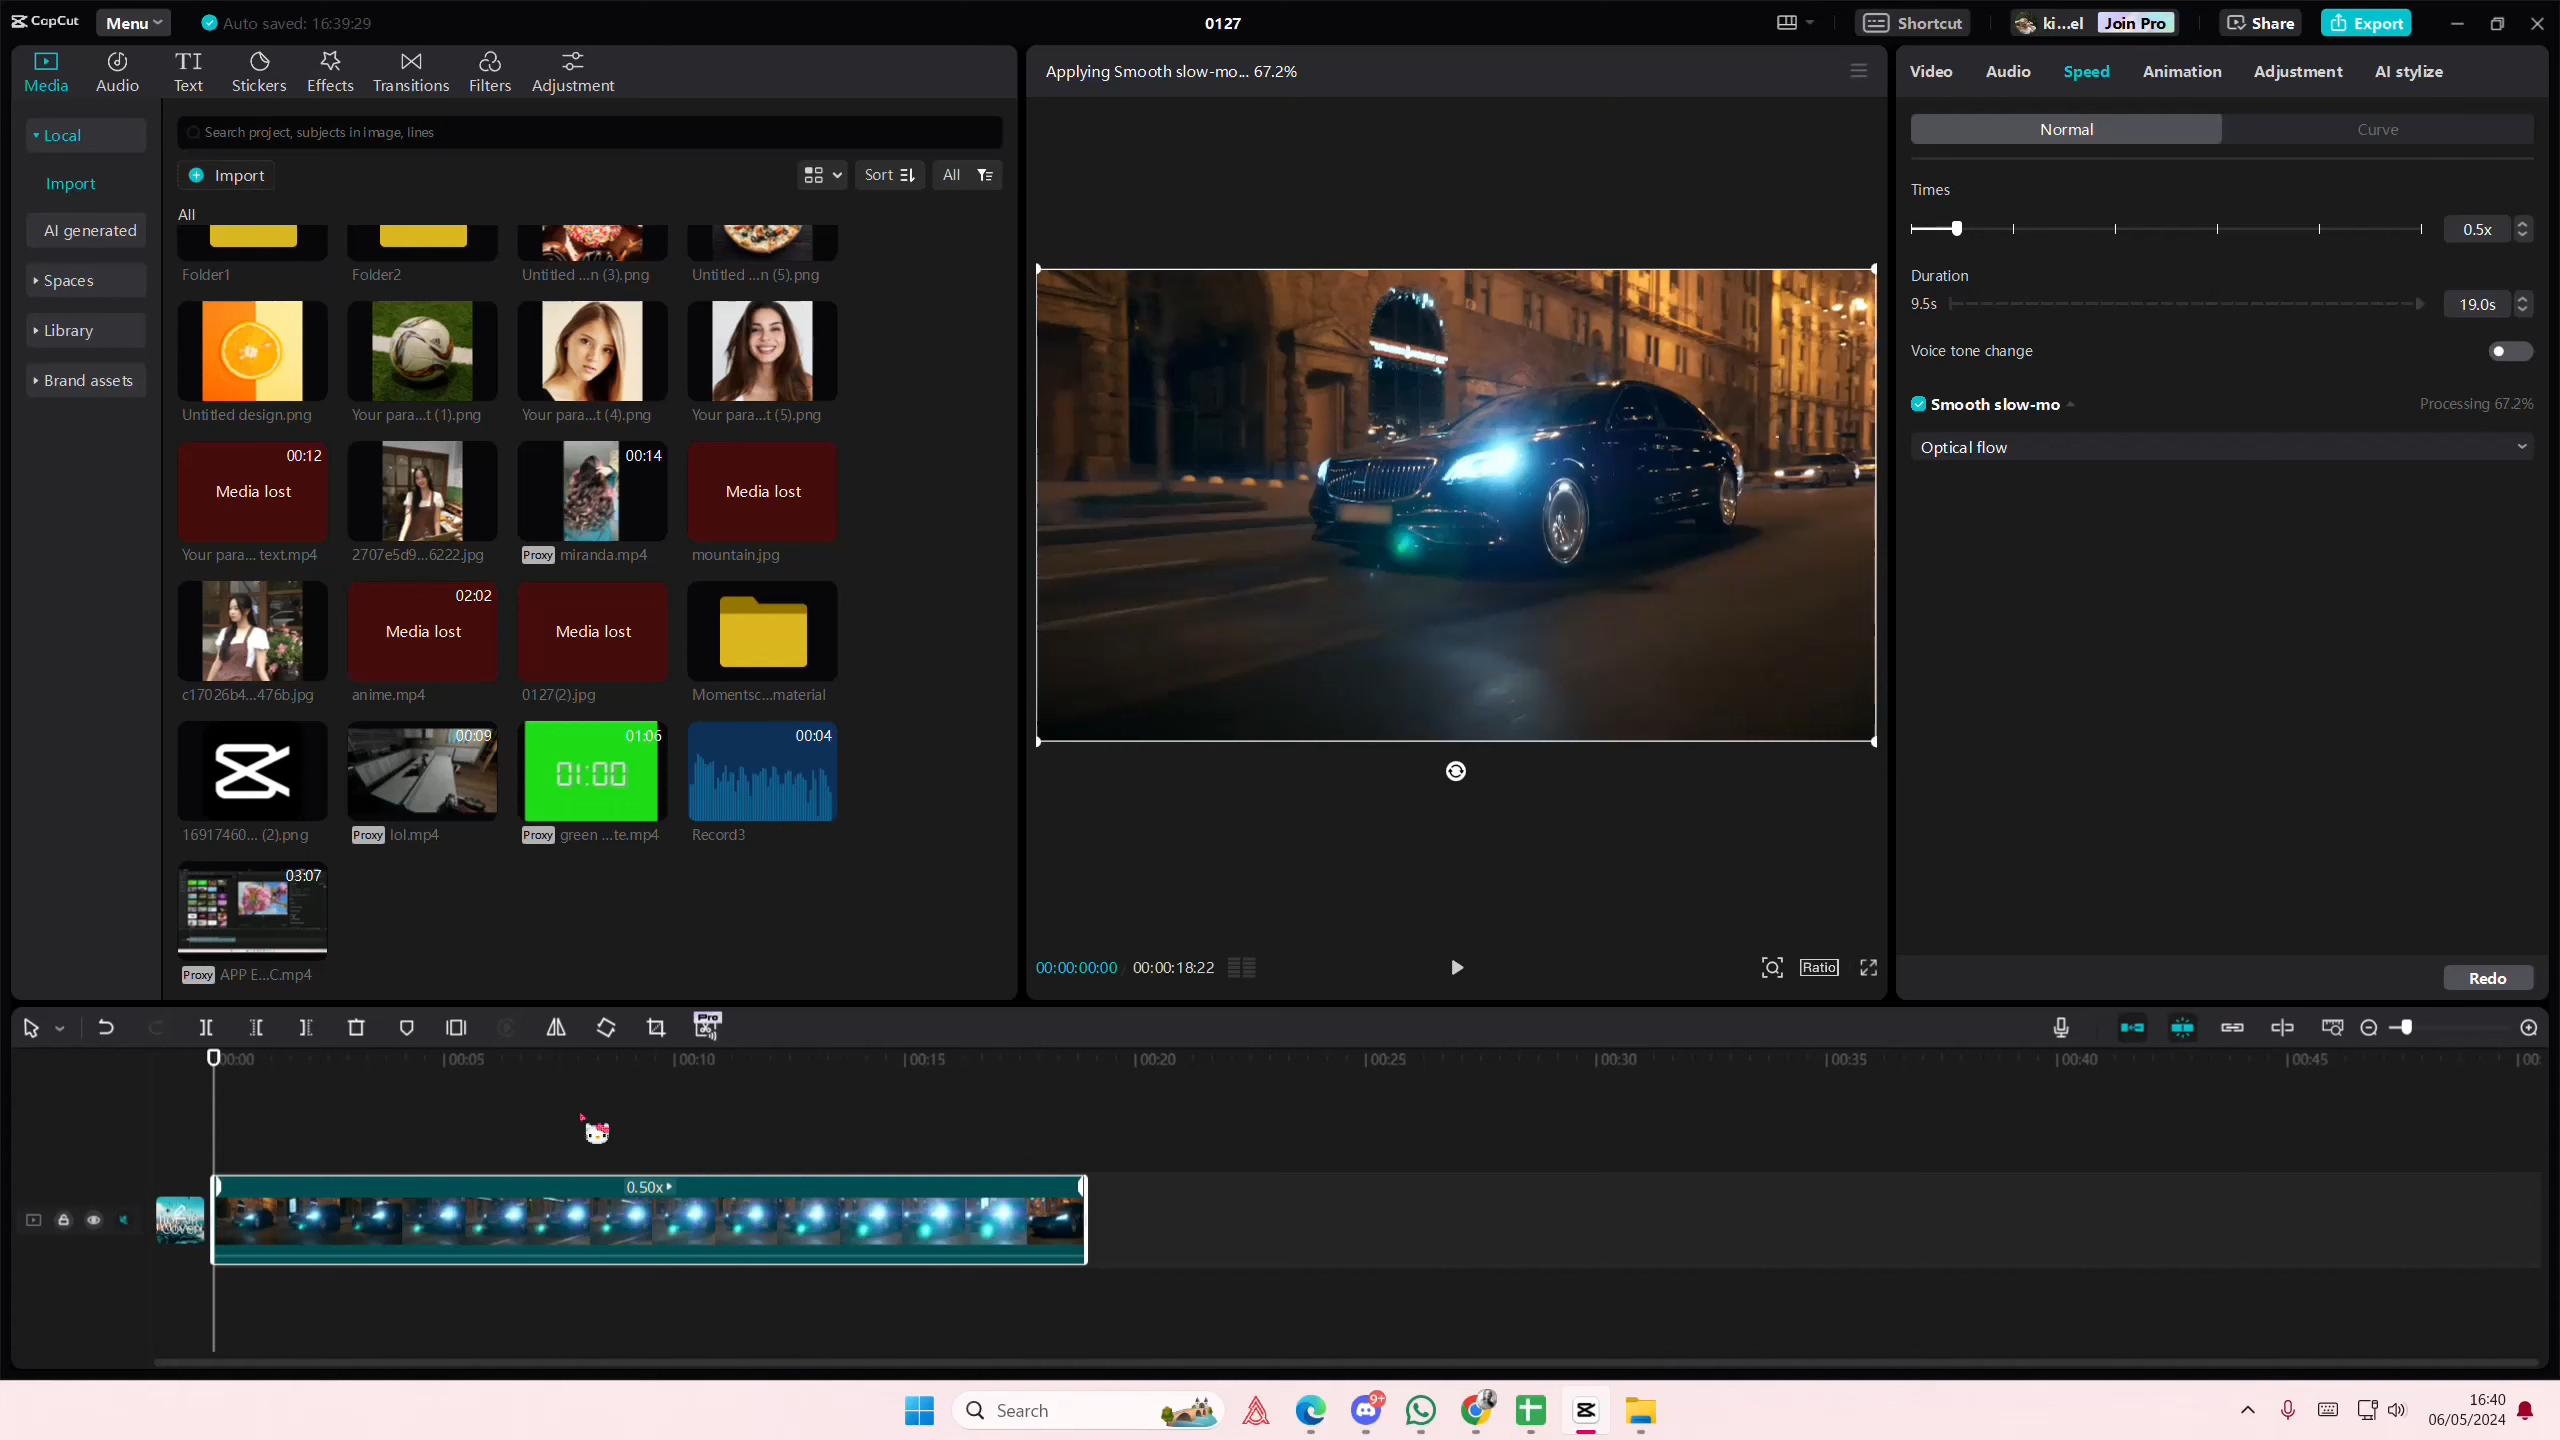 CapCut
Menu
Auto saved: 16:39:29
0127
Shortcut
ki...el
Join Pro
Share
Export
Media
Audio
Text
Stickers
Effects
Transitions
Filters
Adjustment
Local
Import
AI generated
Spaces
Library
Brand assets
Search project, subjects in image, lines
Import
Sort
All
All
Folder1
Folder2
Untitled ...n (3).png
Untitled ...n (5).png
Untitled design.png
Your para...t (1).png
Your para...t (4).png
Your para...t (5).png
00:12
Media lost
00:14
Media lost
Your para... text.mp4
2707e5d9...6222.jpg
Proxy miranda.mp4
mountain.jpg
02:02
Media lost
Media lost
c17026b4...476b.jpg
anime.mp4
0127(2).jpg
Momentsc...material
00:09
01:06
01:00
00:04
16917460... (2).png
Proxy lol.mp4
Proxy green ...te.mp4
Record3
03:07
Proxy APP E...C.mp4
Applying Smooth slow-mo... 67.2%
00:00:00:00
00:00:18:22
Ratio
Video
Audio
Speed
Animation
Adjustment
AI stylize
Normal
Curve
Times
0.5x
Duration
9.5s
19.0s
Voice tone change
Smooth slow-mo
Processing 67.2%
Optical flow
Redo
Pro
00:00
00:05
00:10
00:15
00:20
00:25
00:30
00:35
00:40
00:45
00:
0.50x
Cover
Search
9+
16:40
06/05/2024